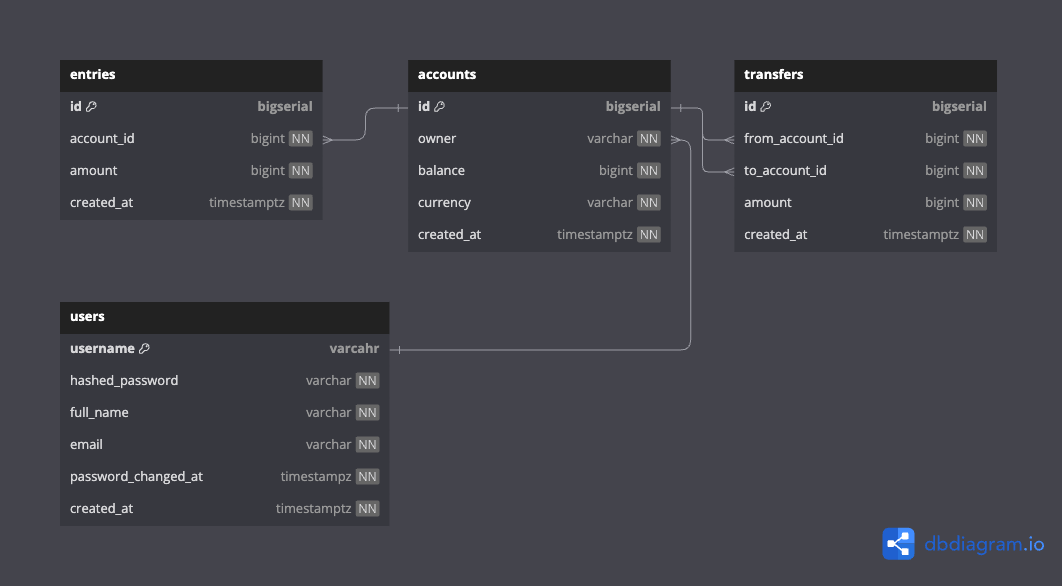 entries
id bigserial
account_id bigint NN
amount bigint NN
created_at timestamptz NN
accounts
id bigserial
owner varchar NN
balance bigint NN
currency varchar NN
created_at timestamptz NN
transfers
id bigserial
from_account_id bigint NN
to_account_id bigint NN
amount bigint NN
created_at timestamptz NN
users
username varcahr
hashed_password varchar NN
full_name varchar NN
email varchar NN
password_changed_at timestampz NN
created_at timestamptz NN
dbdiagram.io